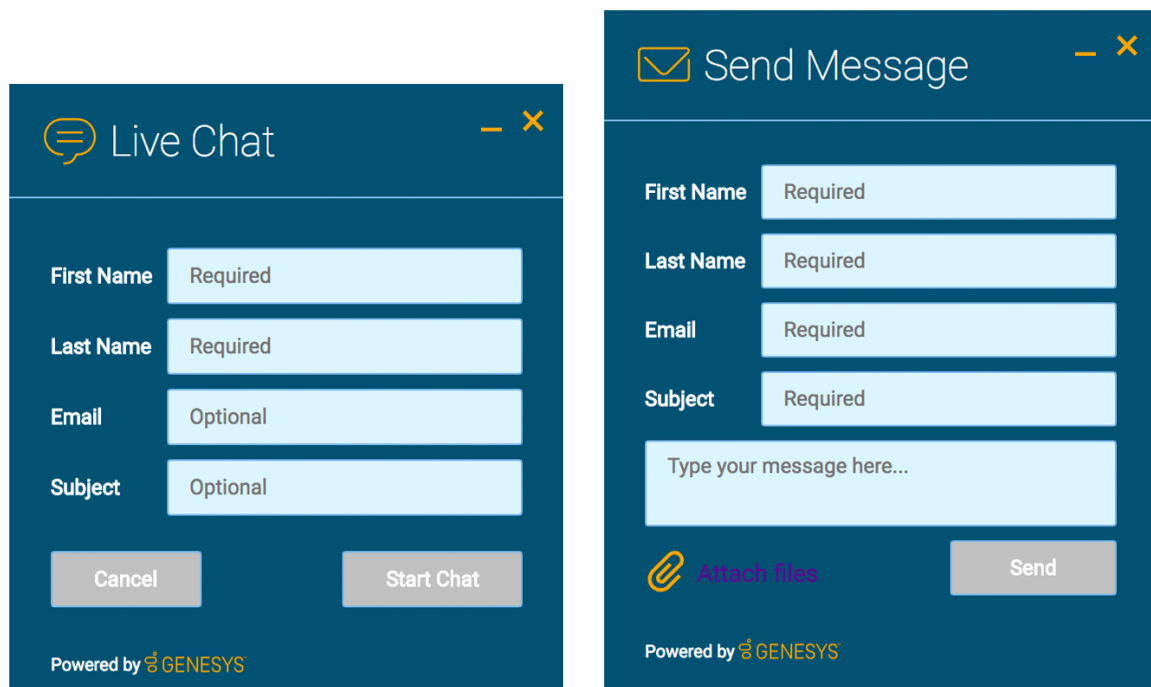 Live Chat
First Name Required
Last Name Required
Email Optional
Subject Optional
Cancel Start Chat
Powered by GENESYS
Send Message
First Name Required
Last Name Required
Email Required
Subject Required
Type your message here...
Attach files Send
Powered by GENESYS